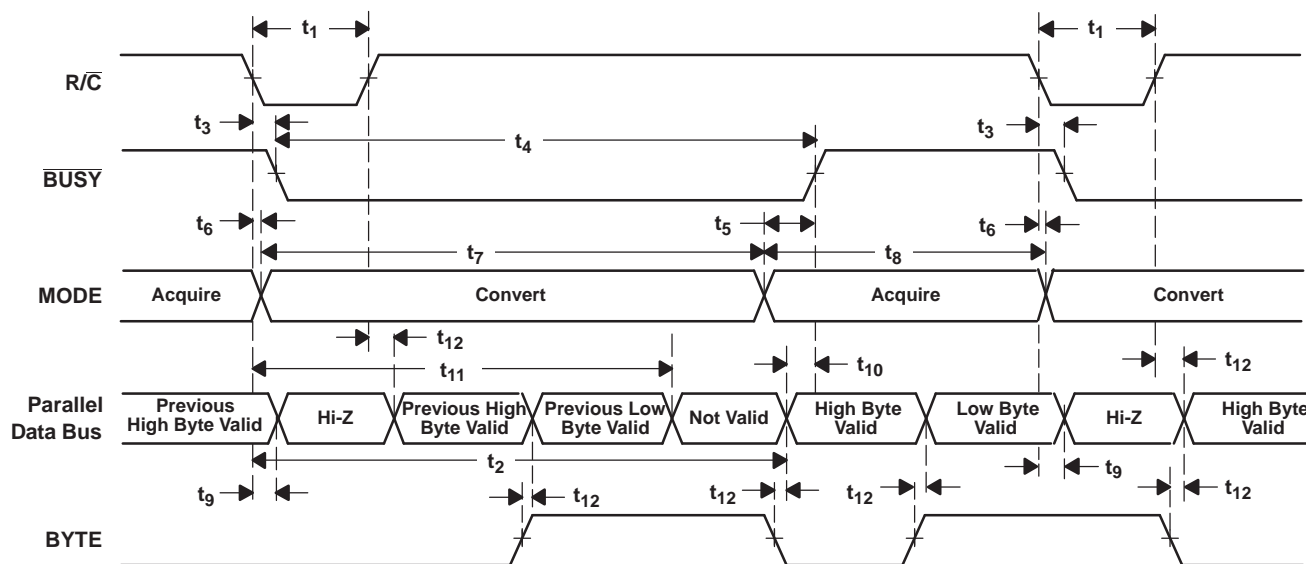 t1
t1
R/C̅
t3
t4
t3
B̅U̅S̅Y̅
t6
t5
t6
t7
t8
MODE
Acquire
Convert
Acquire
Convert
t12
t11
t10
t12
Parallel
Data Bus
Previous
High Byte Valid
Hi-Z
Previous High
Byte Valid
Previous Low
Byte Valid
Not Valid
High Byte
Valid
Low Byte
Valid
Hi-Z
High Byte
Valid
t2
t9
t12
t12
t12
t9
t12
BYTE